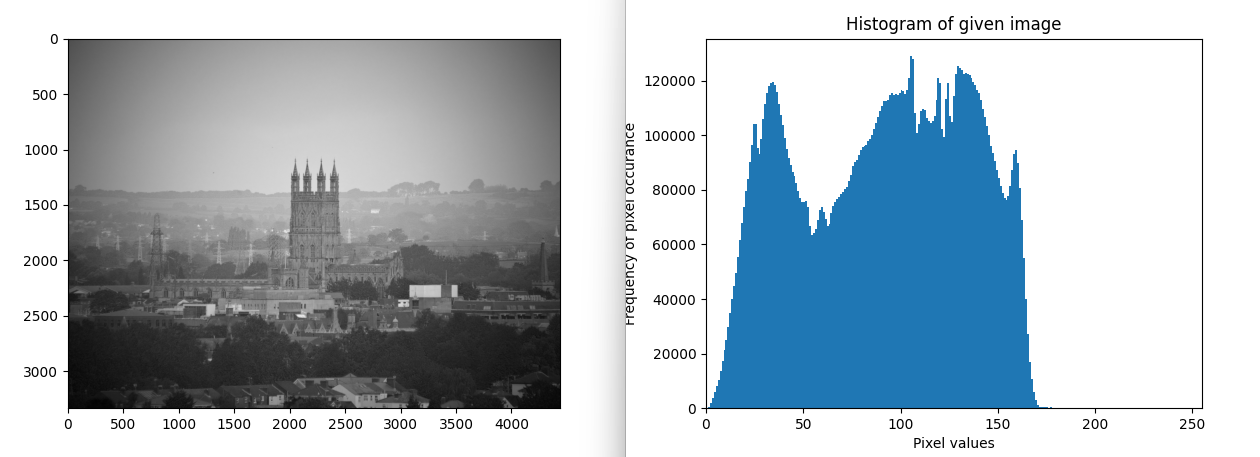 0
500
1000
1500
2000
2500
3000
0 500 1000 1500 2000 2500 3000 3500 4000
Histogram of given image
Frequency of pixel occurance
120000
100000
80000
60000
40000
20000
0
0 50 100 150 200 250
Pixel values